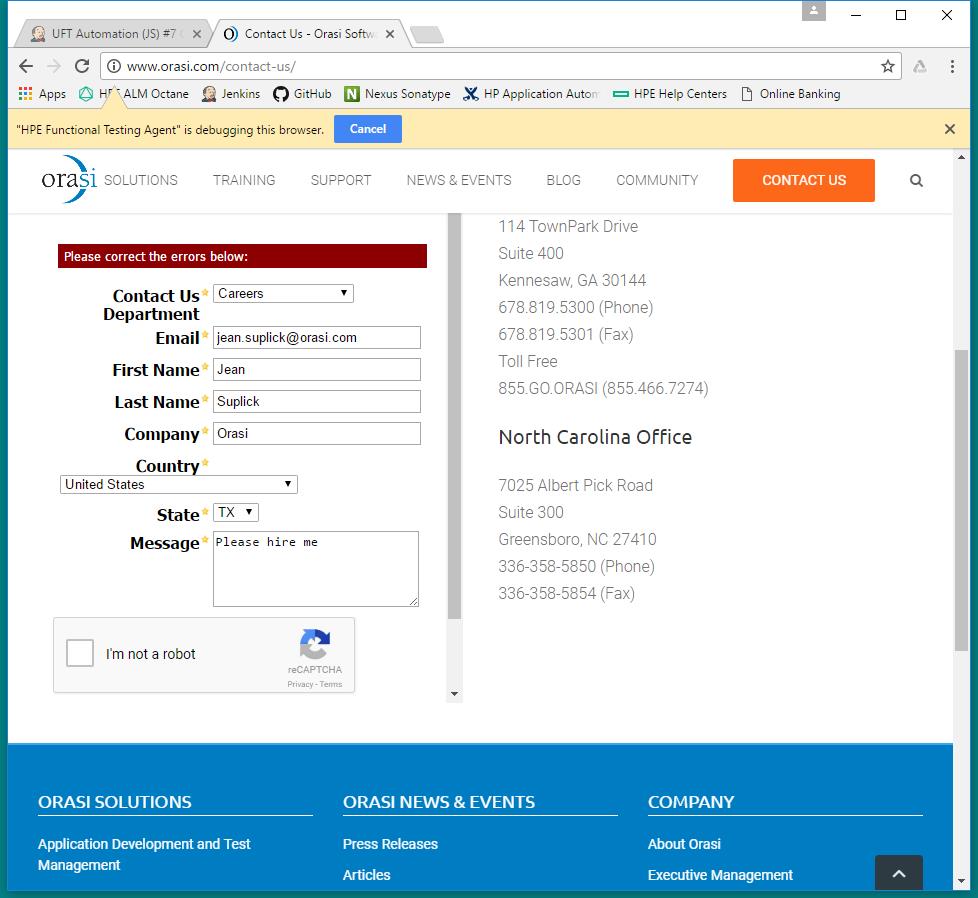 UFT Automation (JS) #7
Contact Us - Orasi Softw
www.orasi.com/contact-us/
Apps
ALM Octane
Jenkins
GitHub
Nexus Sonatype
HP Application Autom
HPE Help Centers
Online Banking
"HPE Functional Testing Agent" is debugging this browser.
Cancel
orasi
SOLUTIONS
TRAINING
SUPPORT
NEWS & EVENTS
BLOG
COMMUNITY
CONTACT US
Please correct the errors below:
Contact Us
Department
Careers
Email
jean.suplick@orasi.com
First Name
Jean
Last Name
Suplick
Company
Orasi
Country
United States
State
TX
Message
Please hire me
I'm not a robot
reCAPTCHA
Privacy - Terms
114 TownPark Drive
Suite 400
Kennesaw, GA 30144
678.819.5300 (Phone)
678.819.5301 (Fax)
Toll Free
855.GO.ORASI (855.466.7274)
North Carolina Office
7025 Albert Pick Road
Suite 300
Greensboro, NC 27410
336-358-5850 (Phone)
336-358-5854 (Fax)
ORASI SOLUTIONS
Application Development and Test
Management
ORASI NEWS & EVENTS
Press Releases
Articles
COMPANY
About Orasi
Executive Management